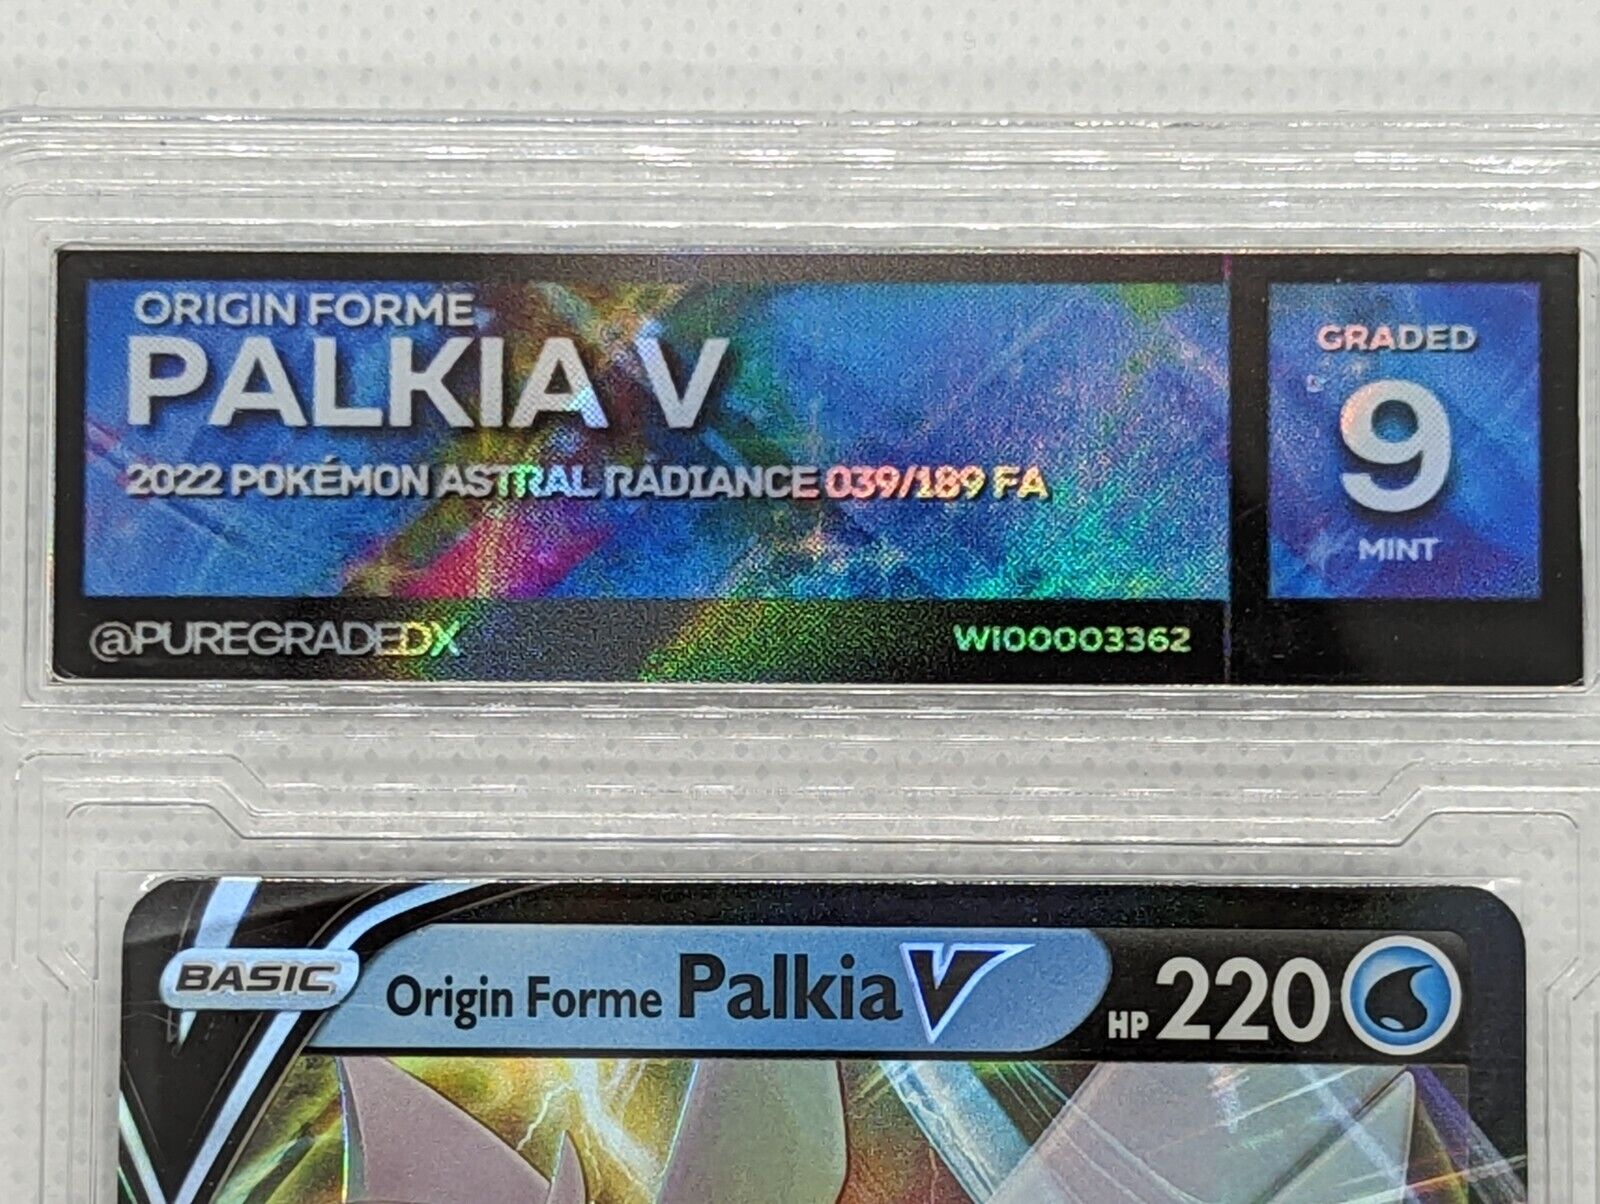 ORIGIN FORME
PALKIA V
2022 POKÉMON ASTRAL RADIANCE 039/189 FA
@PUREGRADEDX
WI00003362
GRADED
9
MINT
BASIC
Origin Forme Palkia V
HP 220